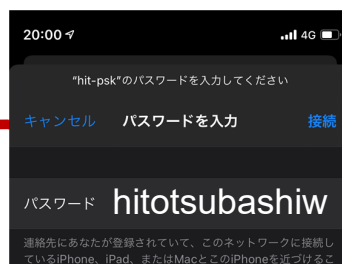 20:00 4G
"hit-psk"のパスワードを入力してください
キャンセル パスワードを入力 接続
パスワード hitotsubashiw
連絡先にあなたが登録されていて、このネットワークに接続し
ているiPhone、iPad、またはMacとこのiPhoneを近づけるこ